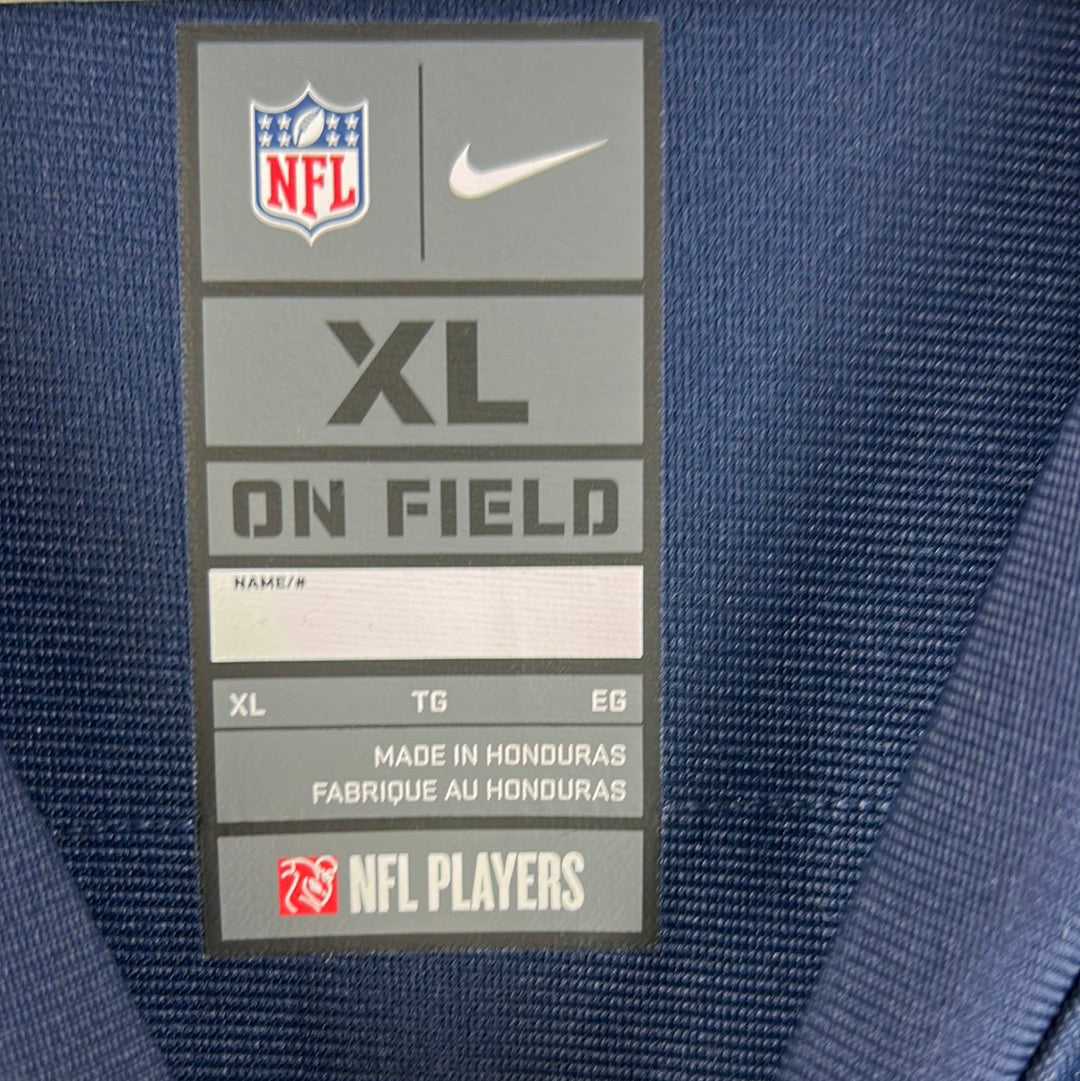 NFL
XL
ON FIELD
NAME/#
XL TG EG
MADE IN HONDURAS
FABRIQUE AU HONDURAS
NFL PLAYERS